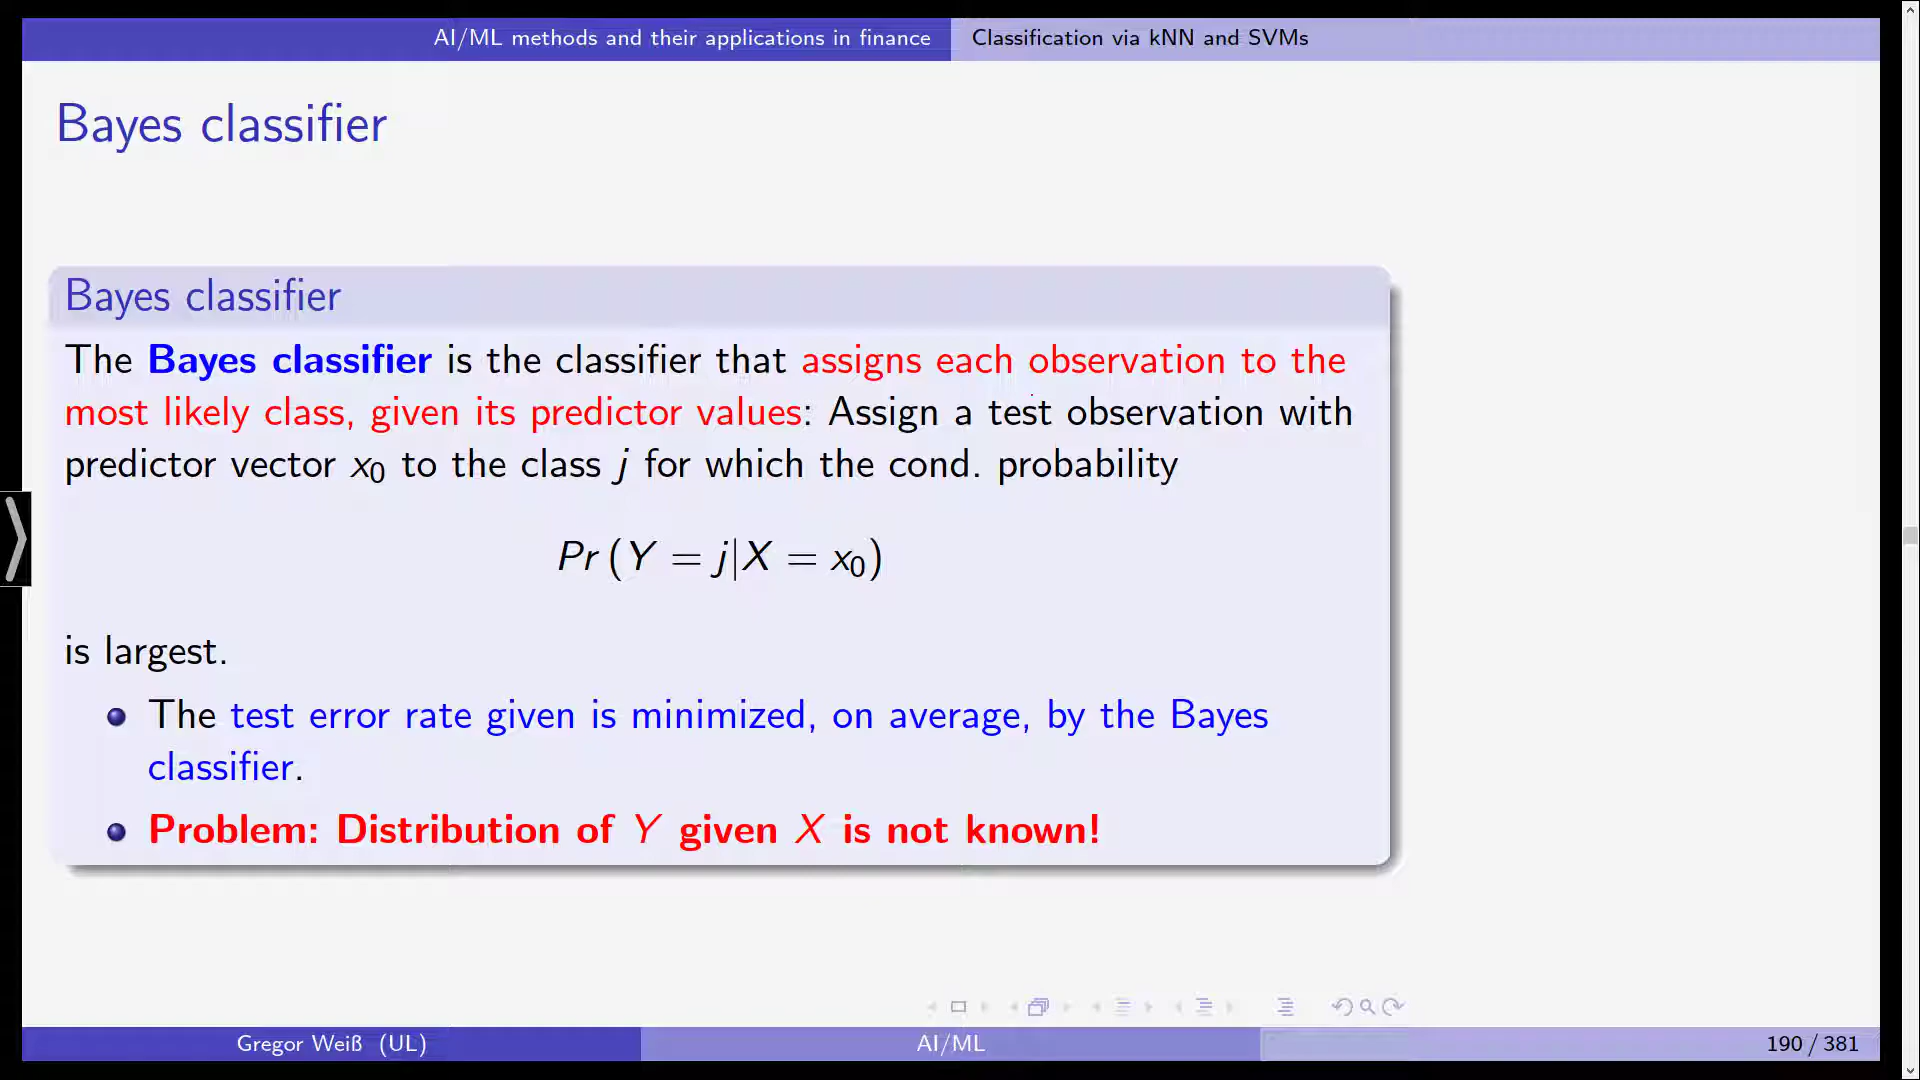 AI/ML methods and their applications in finance
Classification via kNN and SVMs
Bayes classifier
Bayes classifier
The Bayes classifier is the classifier that assigns each observation to the
most likely class, given its predictor values: Assign a test observation with
predictor vector x₀ to the class j for which the cond. probability
Pr (Y = j|X = x₀)
is largest.
The test error rate given is minimized, on average, by the Bayes
classifier.
Problem: Distribution of Y given X is not known!
Gregor Weiß (UL)
AI/ML
190 / 381